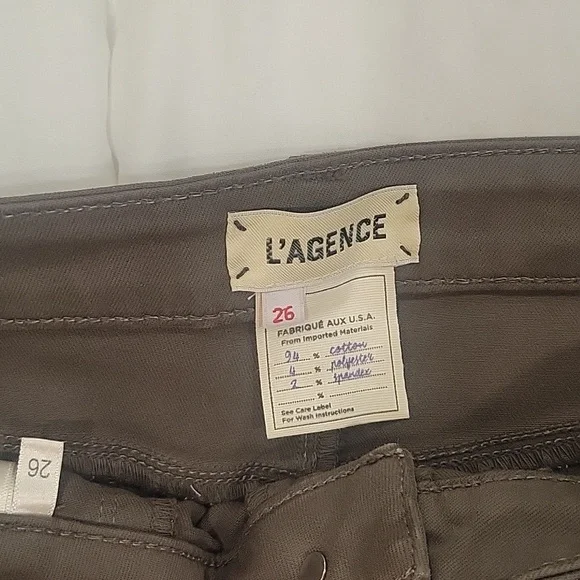 L'AGENCE
26
FABRIQUÉ AUX U.S.A.
From Imported Materials
94 % cotton
4 % polyester
2 % spandex
%
See Care Label
For Wash Instructions
26